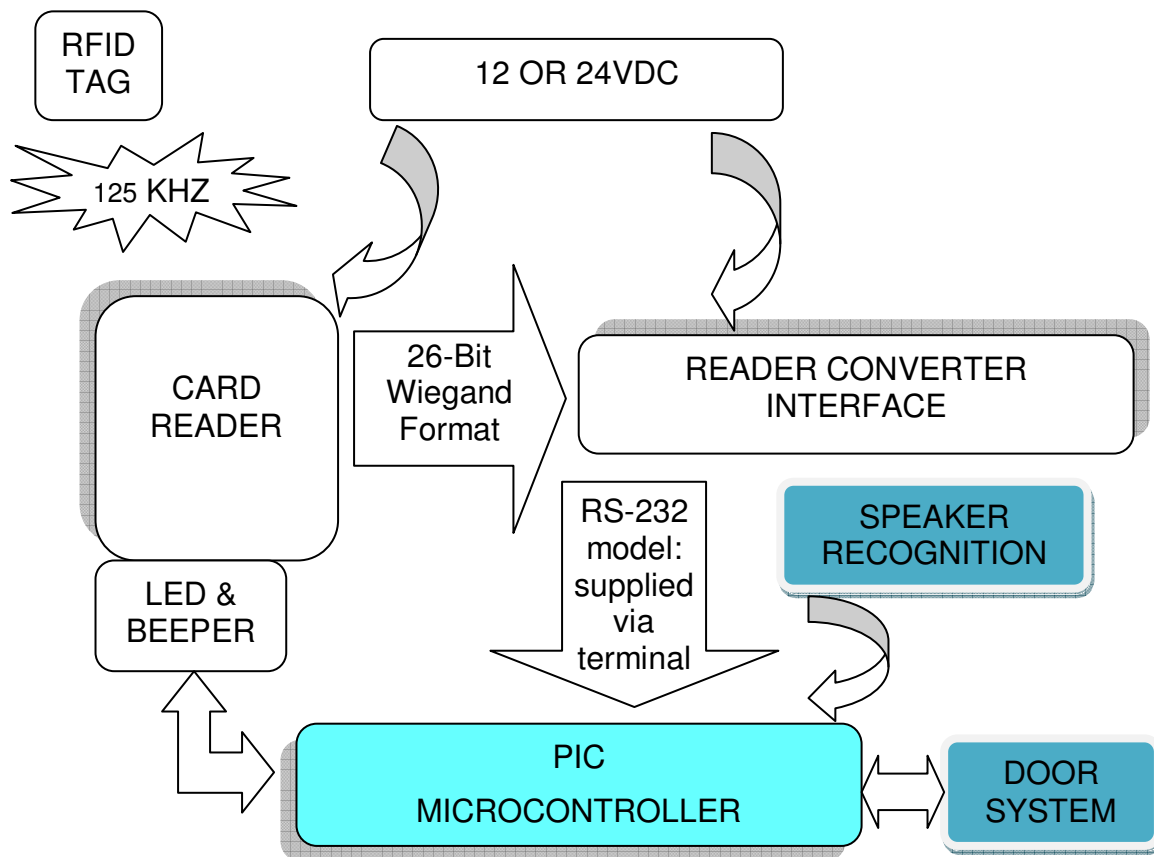 RFID
TAG
12 OR 24VDC
125 KHZ
CARD
READER
26-Bit
Wiegand
Format
READER CONVERTER
INTERFACE
RS-232
model:
supplied
via
terminal
SPEAKER
RECOGNITION
LED &
BEEPER
PIC
MICROCONTROLLER
DOOR
SYSTEM